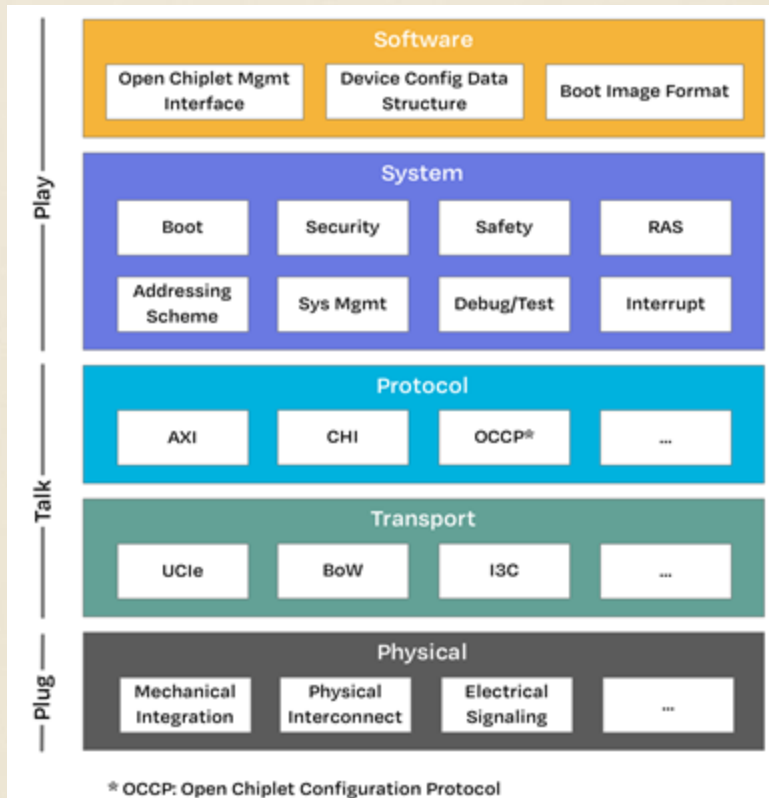 Software
Open Chiplet Mgmt
Interface
Device Config Data
Structure
Boot Image Format
Play
System
Boot
Security
Safety
RAS
Addressing
Scheme
Sys Mgmt
Debug/Test
Interrupt
Protocol
AXI
CHI
OCCP*
...
Talk
Transport
UCIe
BoW
I3C
...
Physical
Plug
Mechanical
Integration
Physical
Interconnect
Electrical
Signaling
...
* OCCP: Open Chiplet Configuration Protocol